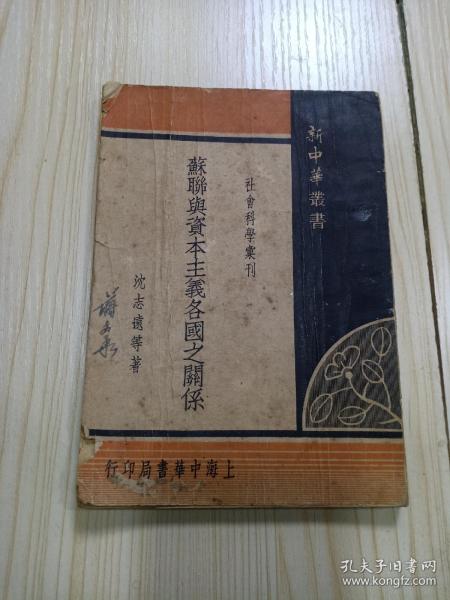 新中華叢書
社會科學彙刊
蘇聯與資本主義各國之關係
沈志遠等著
行印局書華中海上
孔夫子旧書网
www.kongfz.com